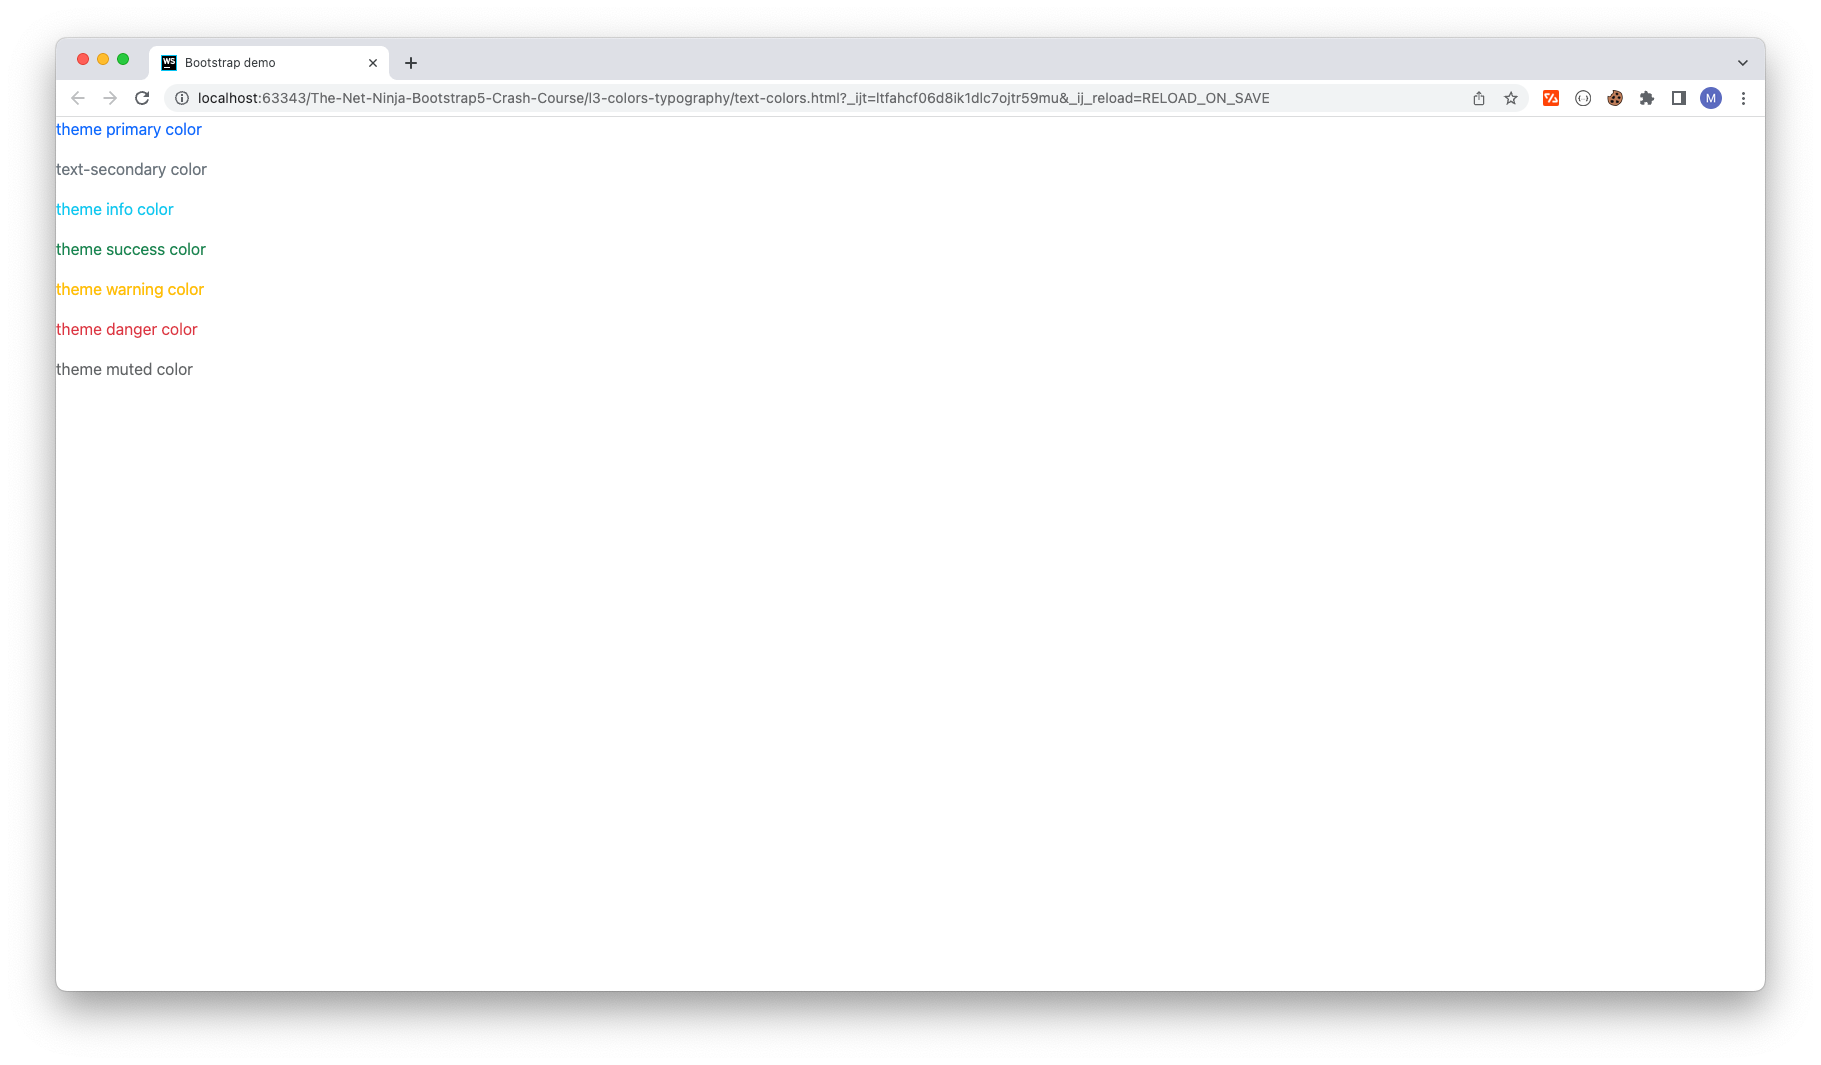 WS
Bootstrap demo
localhost:63343/The-Net-Ninja-Bootstrap5-Crash-Course/l3-colors-typography/text-colors.html?_ijt=ltfahcf06d8ik1dlc7ojtr59mu&_ij_reload=RELOAD_ON_SAVE
M
theme primary color
text-secondary color
theme info color
theme success color
theme warning color
theme danger color
theme muted color